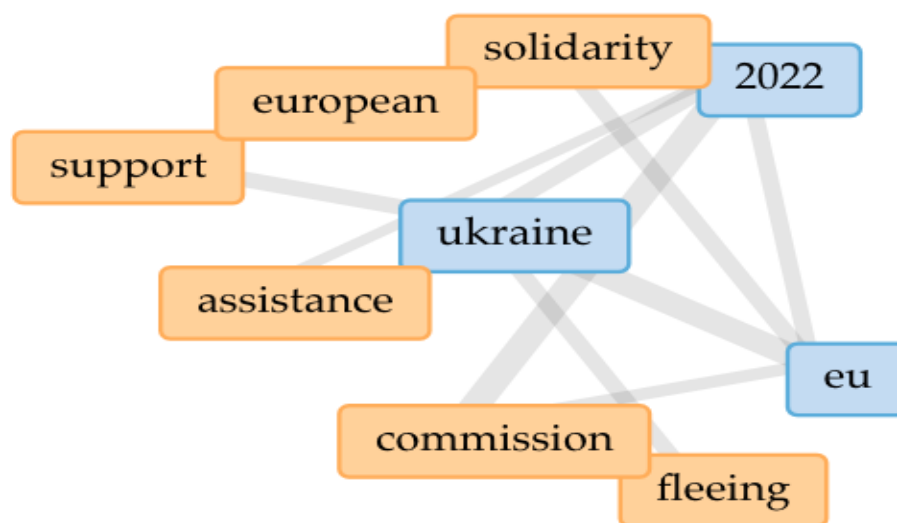 solidarity
2022
european
support
ukraine
assistance
eu
commission
fleeing